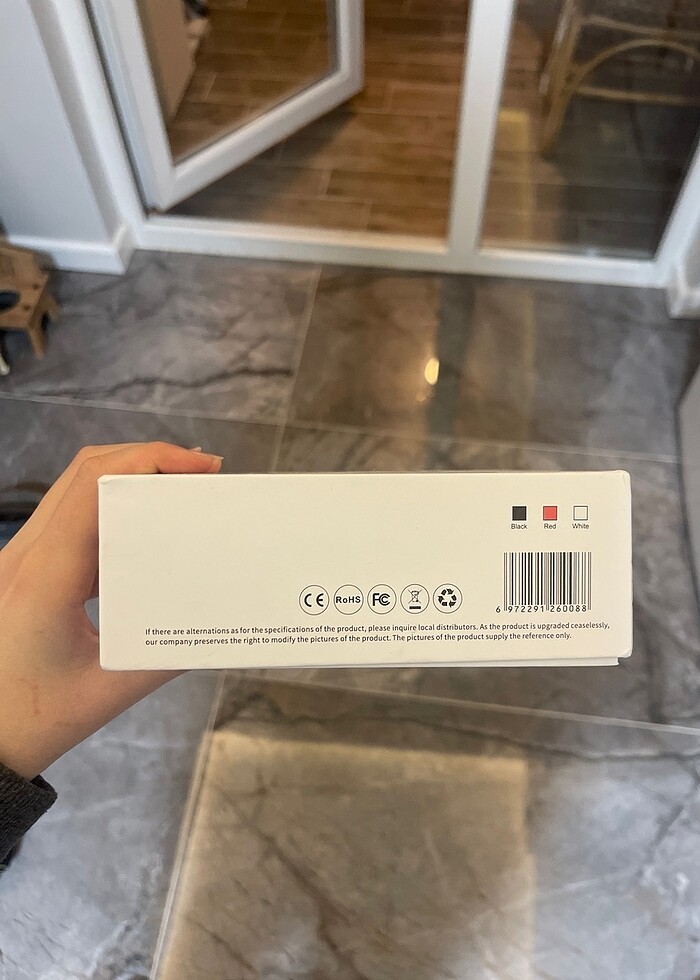 Black Red White
CE RoHS FC
6 972291 260088
If there are alternations as for the specifications of the product, please inquire local distributors. As the product is upgraded ceaselessly,
our company preserves the right to modify the pictures of the product. The pictures of the product supply the reference only.